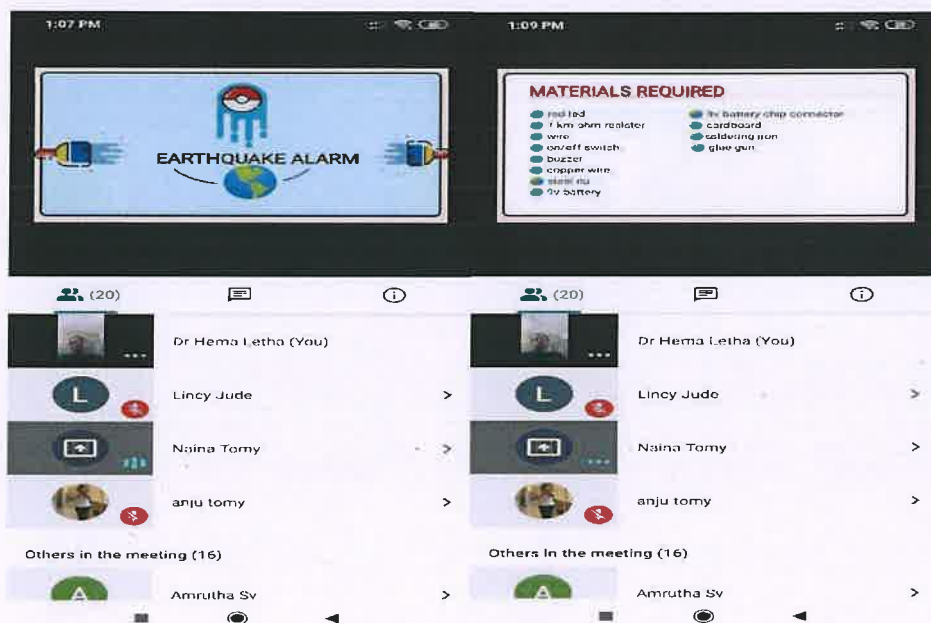 1:07 PM
EARTHQUAKE ALARM
(20)
Dr Hema Letha (You)
L
Lincy Jude
Naina Tomy
anju tomy
Others in the meeting (16)
A
Amrutha Sv
1:09 PM
MATERIALS REQUIRED
red led
ohm resistor
wire
on/off switch
buzzer
copper wire
9v battery
9v battery chip connector
cardboard
soldering iron
glue gun
(20)
Dr Hema Letha (You)
L
Lincy Jude
Naina Tomy
anju tomy
Others in the meeting (16)
A
Amrutha Sv